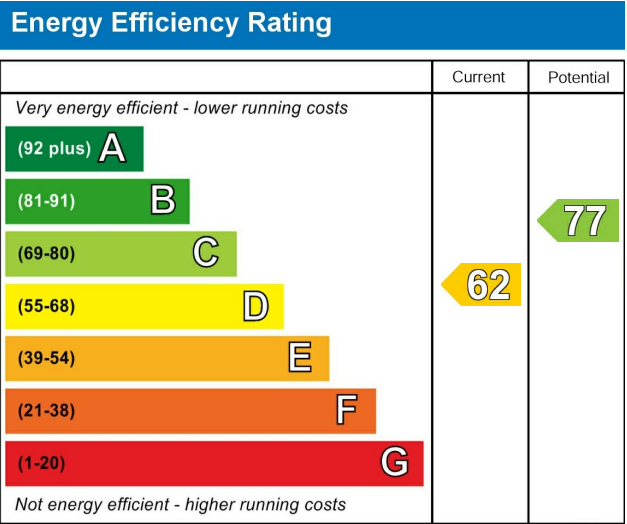 Energy Efficiency Rating
Current Potential
Very energy efficient - lower running costs
(92 plus) A
(81-91) B
(69-80) C
77
(55-68) D
62
(39-54) E
(21-38) F
(1-20) G
Not energy efficient - higher running costs